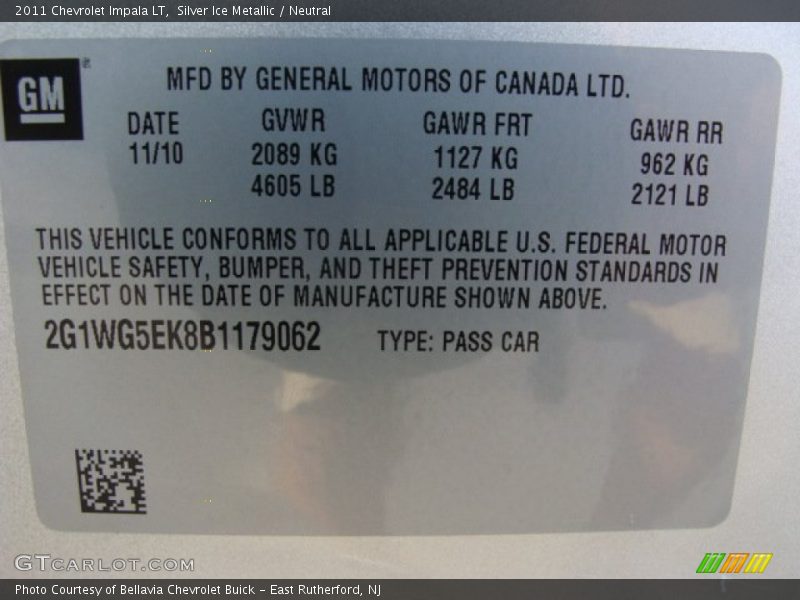 2011 Chevrolet Impala LT,  Silver Ice Metallic / Neutral
GM®
MFD BY GENERAL MOTORS OF CANADA LTD.
DATE GVWR GAWR FRT GAWR RR
11/10 2089 KG 1127 KG 962 KG
4605 LB 2484 LB 2121 LB
THIS VEHICLE CONFORMS TO ALL APPLICABLE U.S. FEDERAL MOTOR
VEHICLE SAFETY, BUMPER, AND THEFT PREVENTION STANDARDS IN
EFFECT ON THE DATE OF MANUFACTURE SHOWN ABOVE.
2G1WG5EK8B1179062 TYPE: PASS CAR
GTCARLOT.COM
Photo Courtesy of Bellavia Chevrolet Buick – East Rutherford, NJ